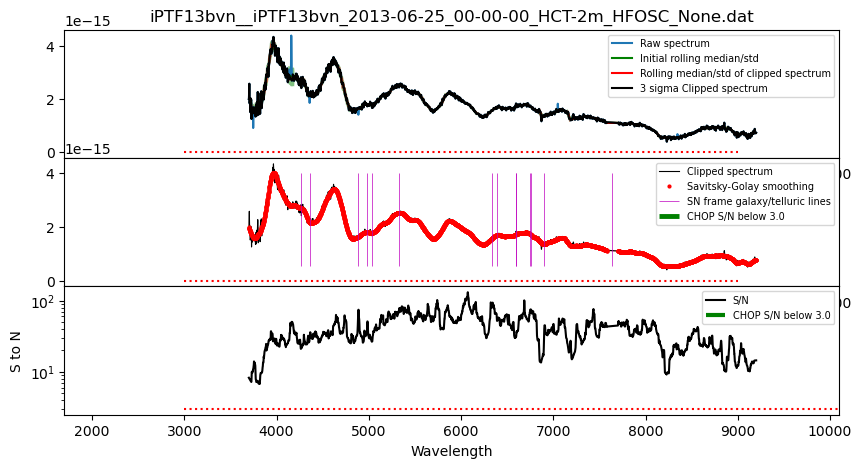 iPTF13bvn__iPTF13bvn_2013-06-25_00-00-00_HCT-2m_HFOSC_None.dat
1e−15
4
2
0
Raw spectrum
Initial rolling median/std
Rolling median/std of clipped spectrum
3 sigma Clipped spectrum
1e−15
4
2
0
Clipped spectrum
Savitsky-Golay smoothing
SN frame galaxy/telluric lines
CHOP S/N below 3.0
S to N
10²
10¹
S/N
CHOP S/N below 3.0
2000 3000 4000 5000 6000 7000 8000 9000 10000
Wavelength